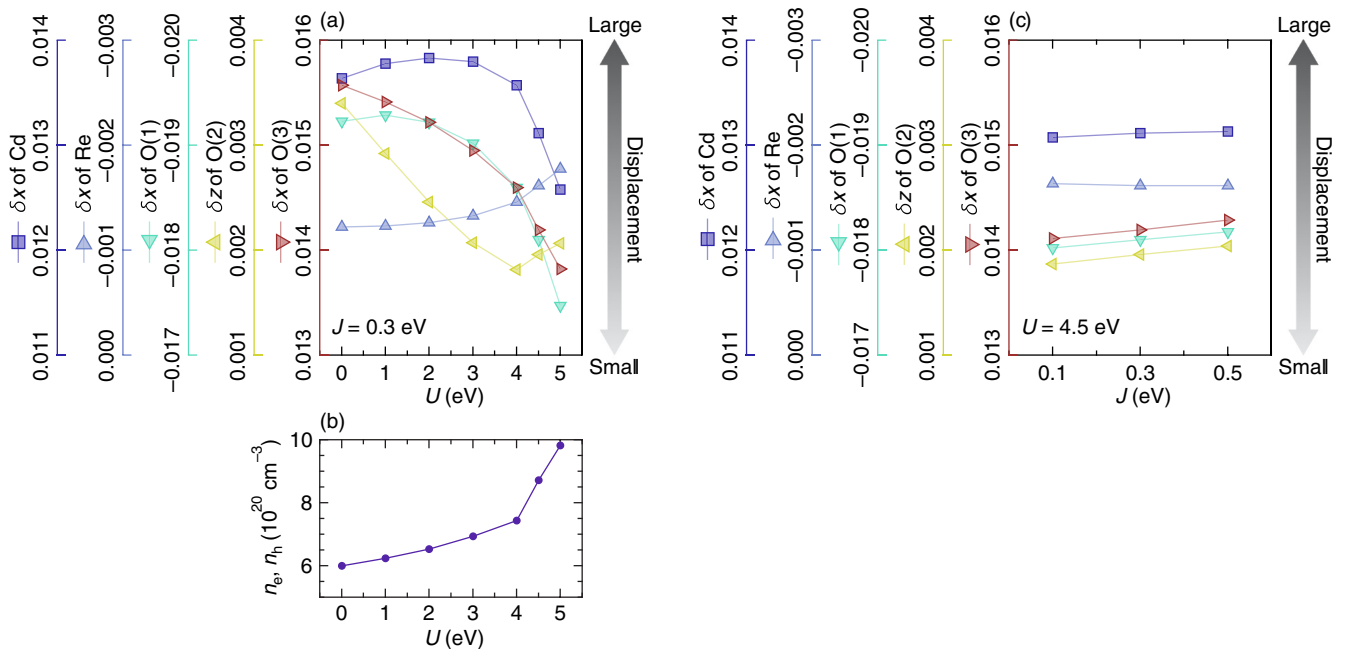 (a)
0.014
0.013
0.012
0.011
δx of Cd
−0.003
−0.002
−0.001
0.000
δx of Re
−0.020
−0.019
−0.018
−0.017
δx of O(1)
0.004
0.003
0.002
0.001
δz of O(2)
0.016
0.015
0.014
0.013
δx of O(3)
J = 0.3 eV
0 1 2 3 4 5
U (eV)
Large
Displacement
Small
(b)
10
8
6
nₑ, nₕ (10²⁰ cm⁻³)
0 1 2 3 4 5
U (eV)
(c)
0.014
0.013
0.012
0.011
δx of Cd
−0.003
−0.002
−0.001
0.000
δx of Re
−0.020
−0.019
−0.018
−0.017
δx of O(1)
0.004
0.003
0.002
0.001
δz of O(2)
0.016
0.015
0.014
0.013
δx of O(3)
U = 4.5 eV
0.1 0.3 0.5
J (eV)
Large
Displacement
Small